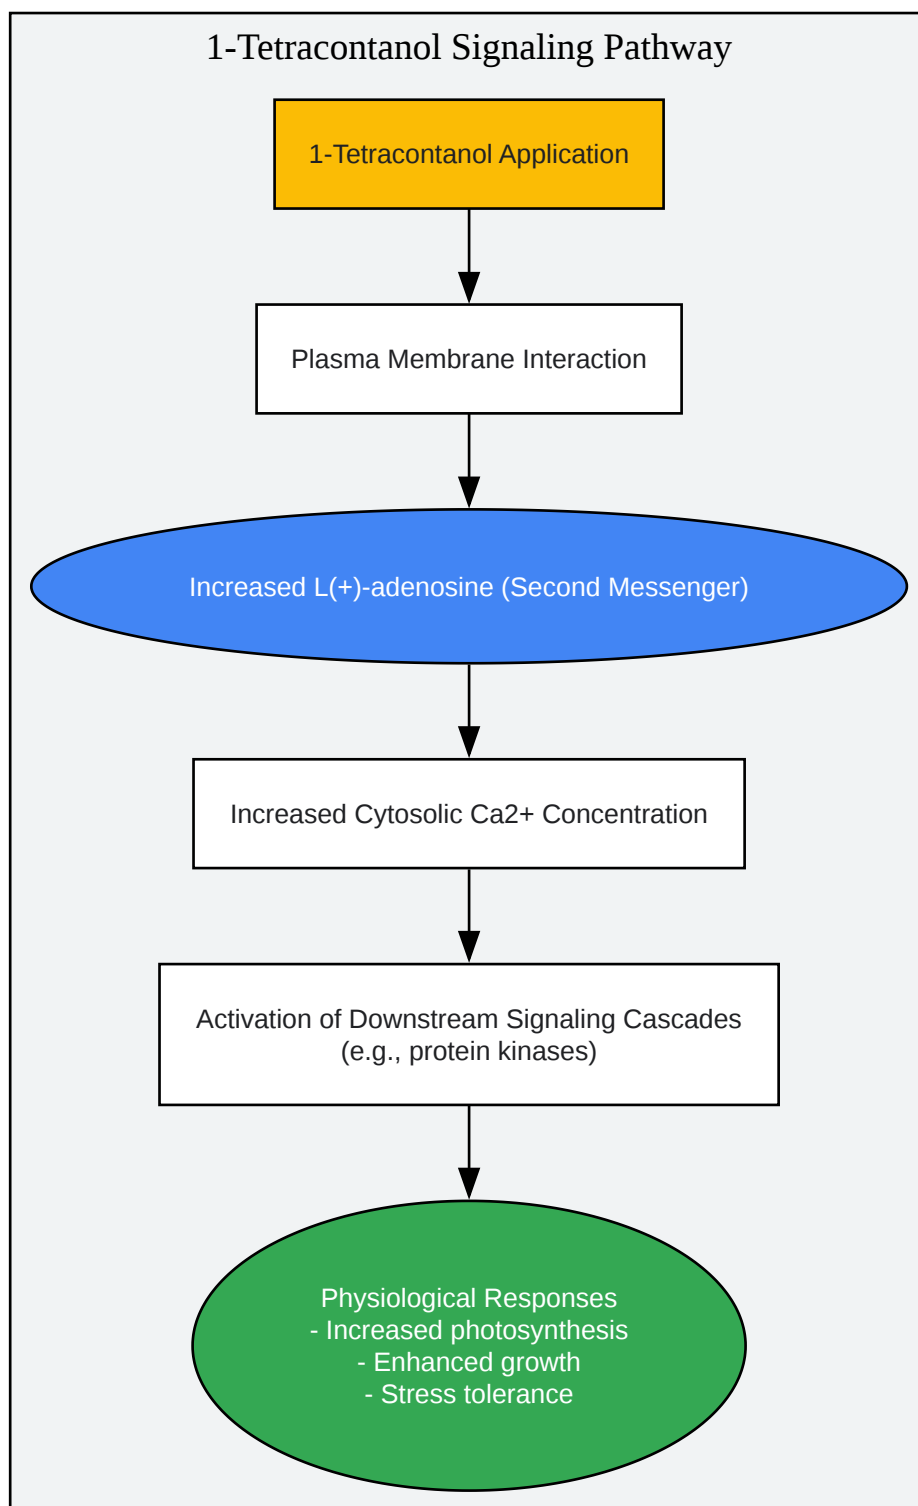 1-Tetracontanol Signaling Pathway
1-Tetracontanol Application
Plasma Membrane Interaction
Increased L(+)-adenosine (Second Messenger)
Increased Cytosolic Ca2+ Concentration
Activation of Downstream Signaling Cascades
(e.g., protein kinases)
Physiological Responses
- Increased photosynthesis
- Enhanced growth
- Stress tolerance